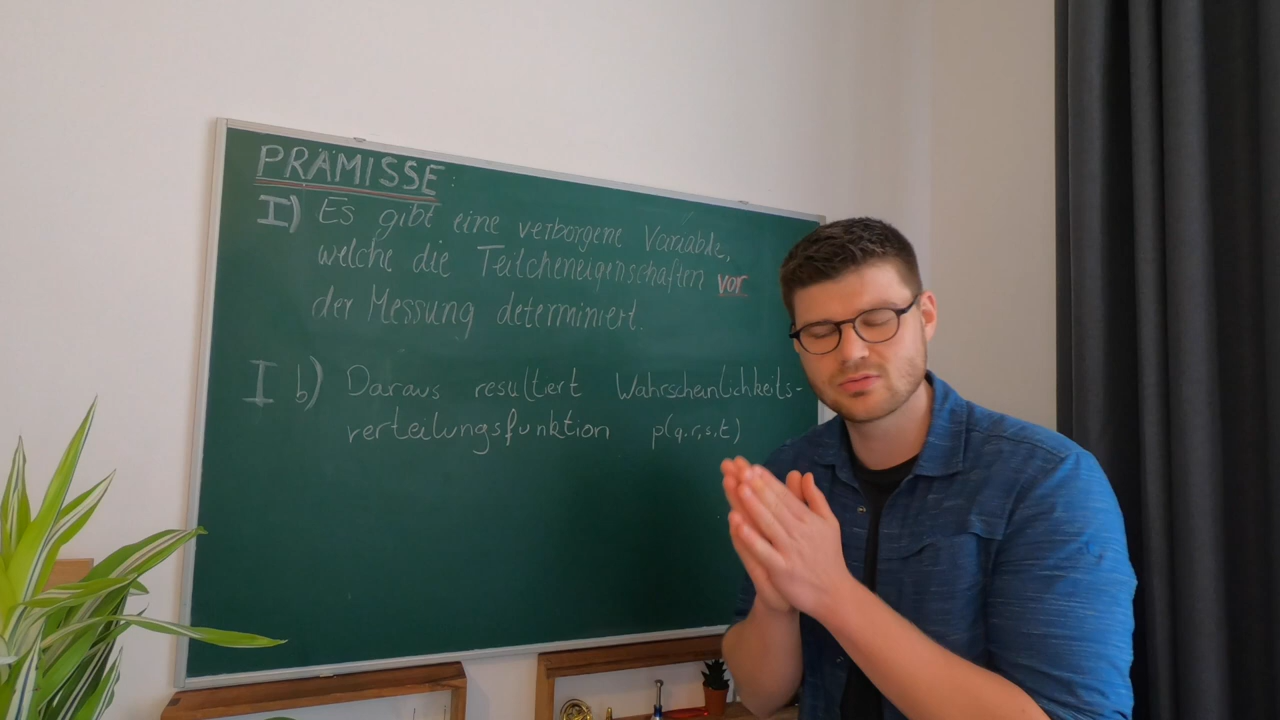 PRÄMISSE:
I) Es gibt eine verborgene Variable,
welche die Teilcheneigenschaften vor
der Messung determiniert.
I b) Daraus resultiert Wahrscheinlichkeits-
verteilungsfunktion p(q,r,s,t)